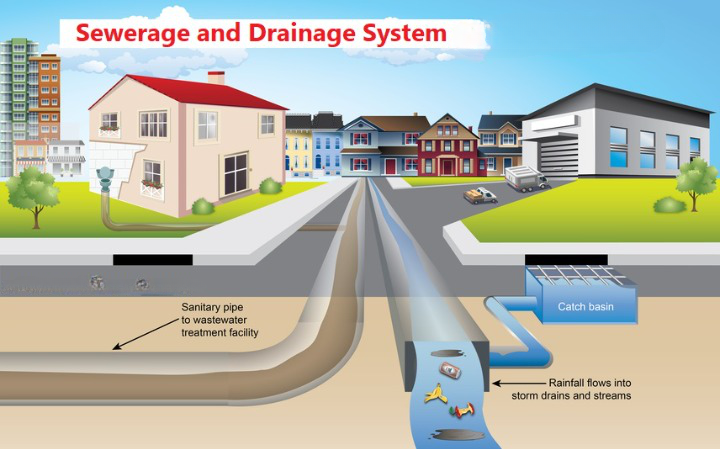 Sewerage and Drainage System
Sanitary pipe
to wastewater
treatment facility
Catch basin
Rainfall flows into
storm drains and streams